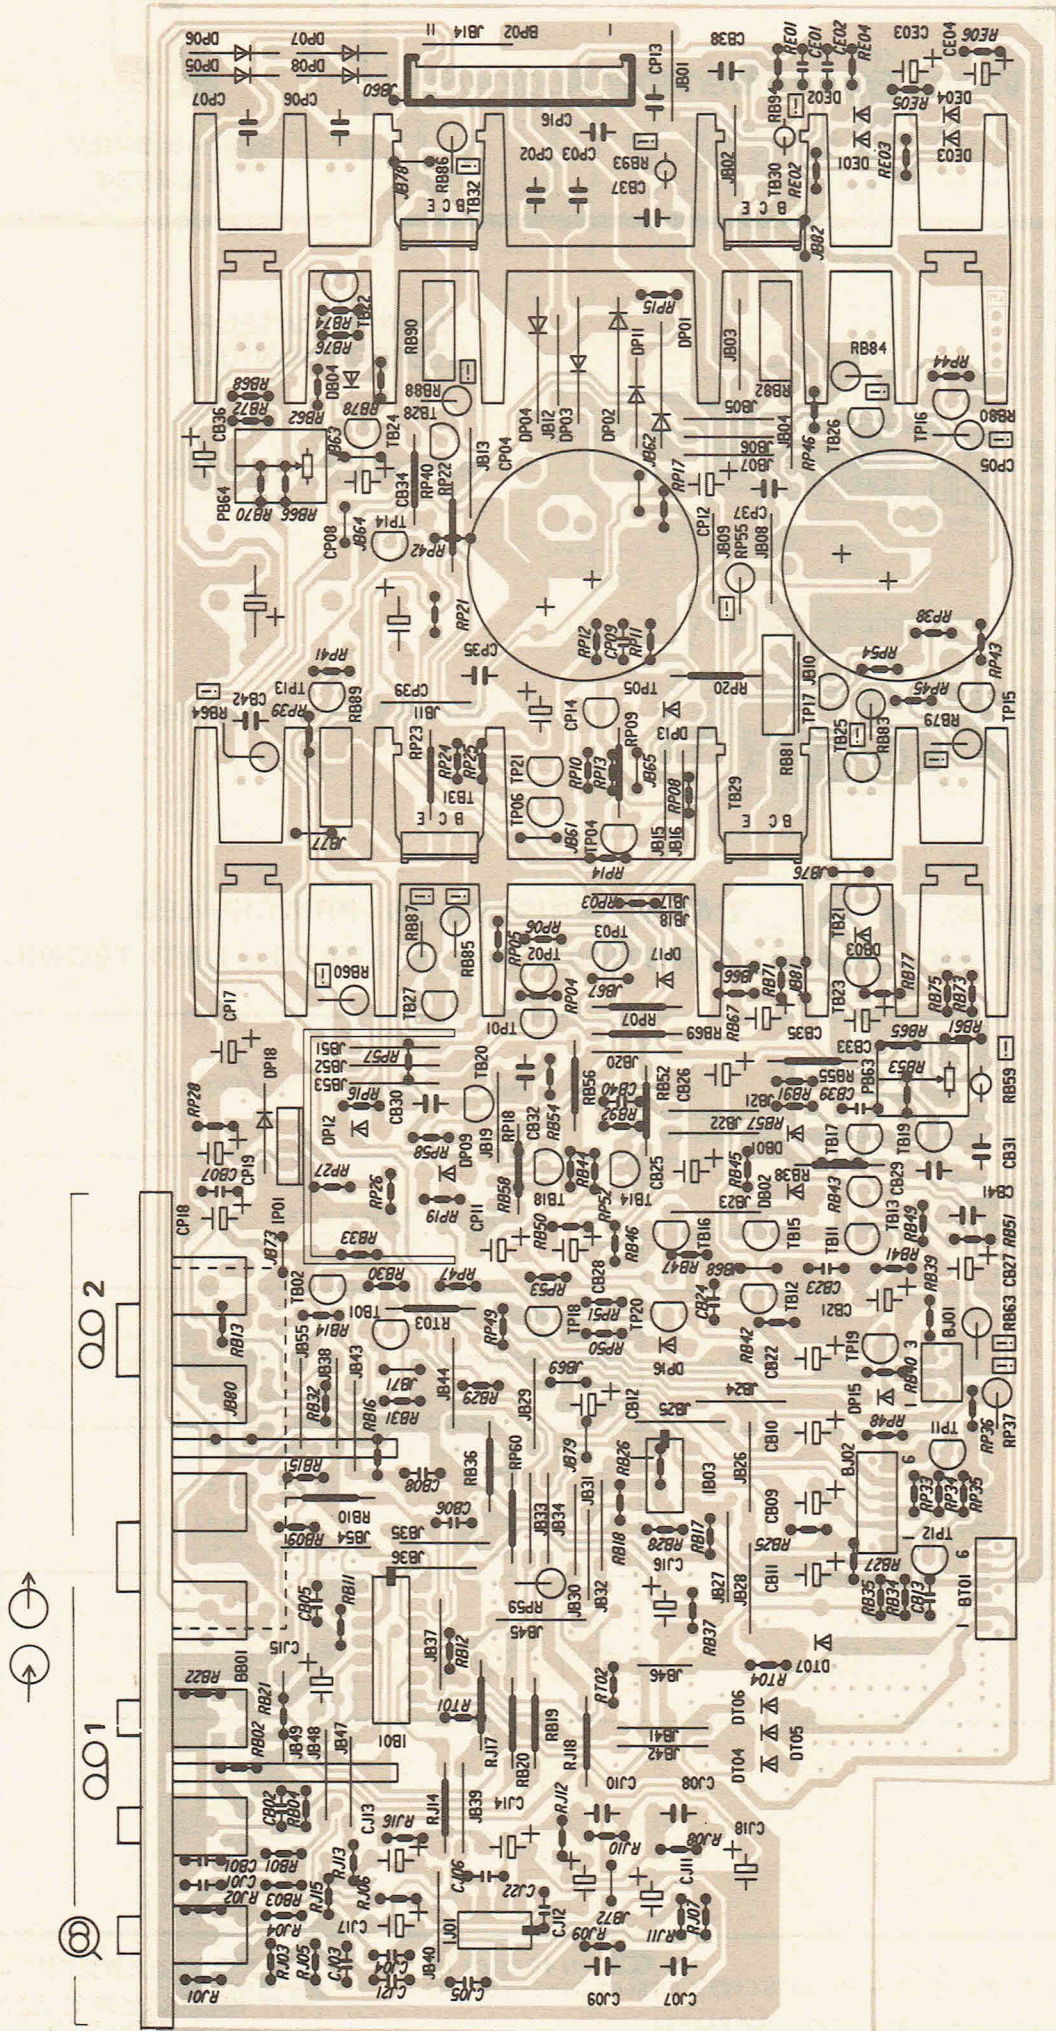 DP06
DP07
DP05
DP08
CP07
CP06
JB60
II
JB14
BP02
I
CP13
JB01
CB38
RE01
CE01
CE02
RE04
CE03
CE04
RE06
DE02
RE05
DE04
RB94
CP16
CP02
CP03
RB93
CB37
JB02
TB30
RE02
DE01
RE03
DE03
JB78
RB86
TB32
B C E
B C E
JB82
TB22
RB74
RB76
RB90
DP04
JB12
DP03
DP02
DP11
DP01
RP15
JB03
RB82
RB84
RP44
RB68
RB72
CB36
RB62
DB04
RB78
RB88
TB28
TB24
JB63
JB13
CP04
JB62
JB05
JB06
JB07
JB04
RP46
TB26
TP16
RB80
CP05
PB64
RB70
RB66
CP08
JB64
TP14
CB34
RP40
RP22
RP42
RP17
CP12
CP37
JB09
RP55
JB08
RP21
RP12
CP09
RP11
RP38
RP54
RP43
RP41
TP13
CB42
RB64
RP39
RB89
CP35
CP39
JB11
RP23
CP14
TP05
RP20
JB10
TP17
RP45
TP15
RB79
RB83
TB25
RP24
RP25
TP21
TP06
RP10
RP13
RP09
JB65
DP13
RP08
RB81
TB29
TB31
B C E
B C E
JB61
TP04
RP14
JB15
JB16
JB77
JB76
RP03
JB17
JB18
TB21
RB87
RB85
RP05
RP06
TP02
TP03
DP17
DB03
RB60
TB27
RP04
JB67
JB66
RB71
JB81
TB23
RB77
RB75
RB73
CP17
TP01
RP07
RB69
RB67
CB35
CB33
RB65
RB61
DP18
JB51
JB52
RP57
JB53
TB20
JB20
RB56
CB40
RB52
CB26
RB55
CB39
PB63
RB53
RB59
RP28
RP16
CB30
JB19
RP18
CB32
RB54
RB92
JB21
JB22
RB91
RB57
TB17
TB19
CB31
DP12
CP19
CB07
RP27
RP58
DP09
RP26
RP19
CP11
RB58
TB18
RB44
RP52
TB14
CB25
DB01
RB45
DB02
RB38
RB43
CB29
CB41
CP18
IP01
JB73
RB33
RB50
RB46
JB23
TB16
TB15
TB13
TB11
RB49
RB51
TB02
RB30
RP47
CB28
RP53
RB47
JB68
CB23
RB41
RB39
CB27
2
RB13
RB14
TB01
RT03
RP49
TP18
RP51
RP50
TP20
CB24
TB12
CB21
RB42
CB22
TP19
BJ01
RB63
JB55
JB38
JB43
JB80
RB32
RB16
JB71
RB31
JB44
RB29
JB29
JB69
CB12
DP16
JB24
JB25
DP15
RB40
I
3
RP37
RP36
RB15
RB10
RB09
JB54
CB08
CB06
JB35
JB36
RB36
RP60
JB33
JB34
JB31
JB79
RB26
IB03
JB26
CB10
CB09
BJ02
RP48
TP11
6
RP33
RP34
RP35
CB05
RB11
RP59
JB30
JB32
RB18
RB28
RB17
CJ16
JB27
JB28
CB11
RB25
RB27
I
TP12
RB35
RB34
CB13
BT01
6
I
CJ15
BB01
JB37
RB12
JB45
RB37
RB22
RB21
RB02
JB49
JB48
JB47
IB01
RT01
RJ17
RB20
RB19
RJ18
RT02
JB46
JB41
JB42
RT04
DT07
DT06
DT05
DT04
1
CB02
RB04
CJ13
RJ16
RJ14
JB39
CJ14
RJ12
CJ10
CJ08
CJ18
CB01
CJ01
RJ02
RB01
RB03
RJ04
RJ15
RJ13
RJ06
CJ17
CJ06
CJ22
CJ12
RJ10
RJ08
CJ11
JB72
RJ07
RJ11
RJ09
RJ01
RJ03
RJ05
CJ03
CJ04
CJ21
JB40
IJ01
CJ05
CJ09
CJ07